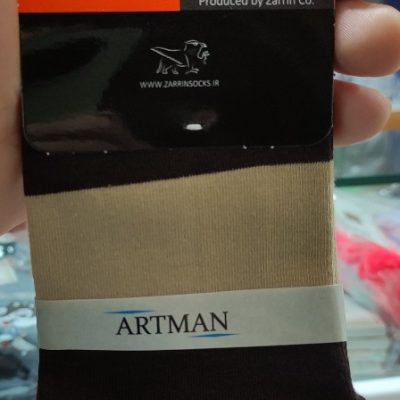 Produced by Zarrin Co.
WWW.ZARRINSOCKS.IR
ARTMAN